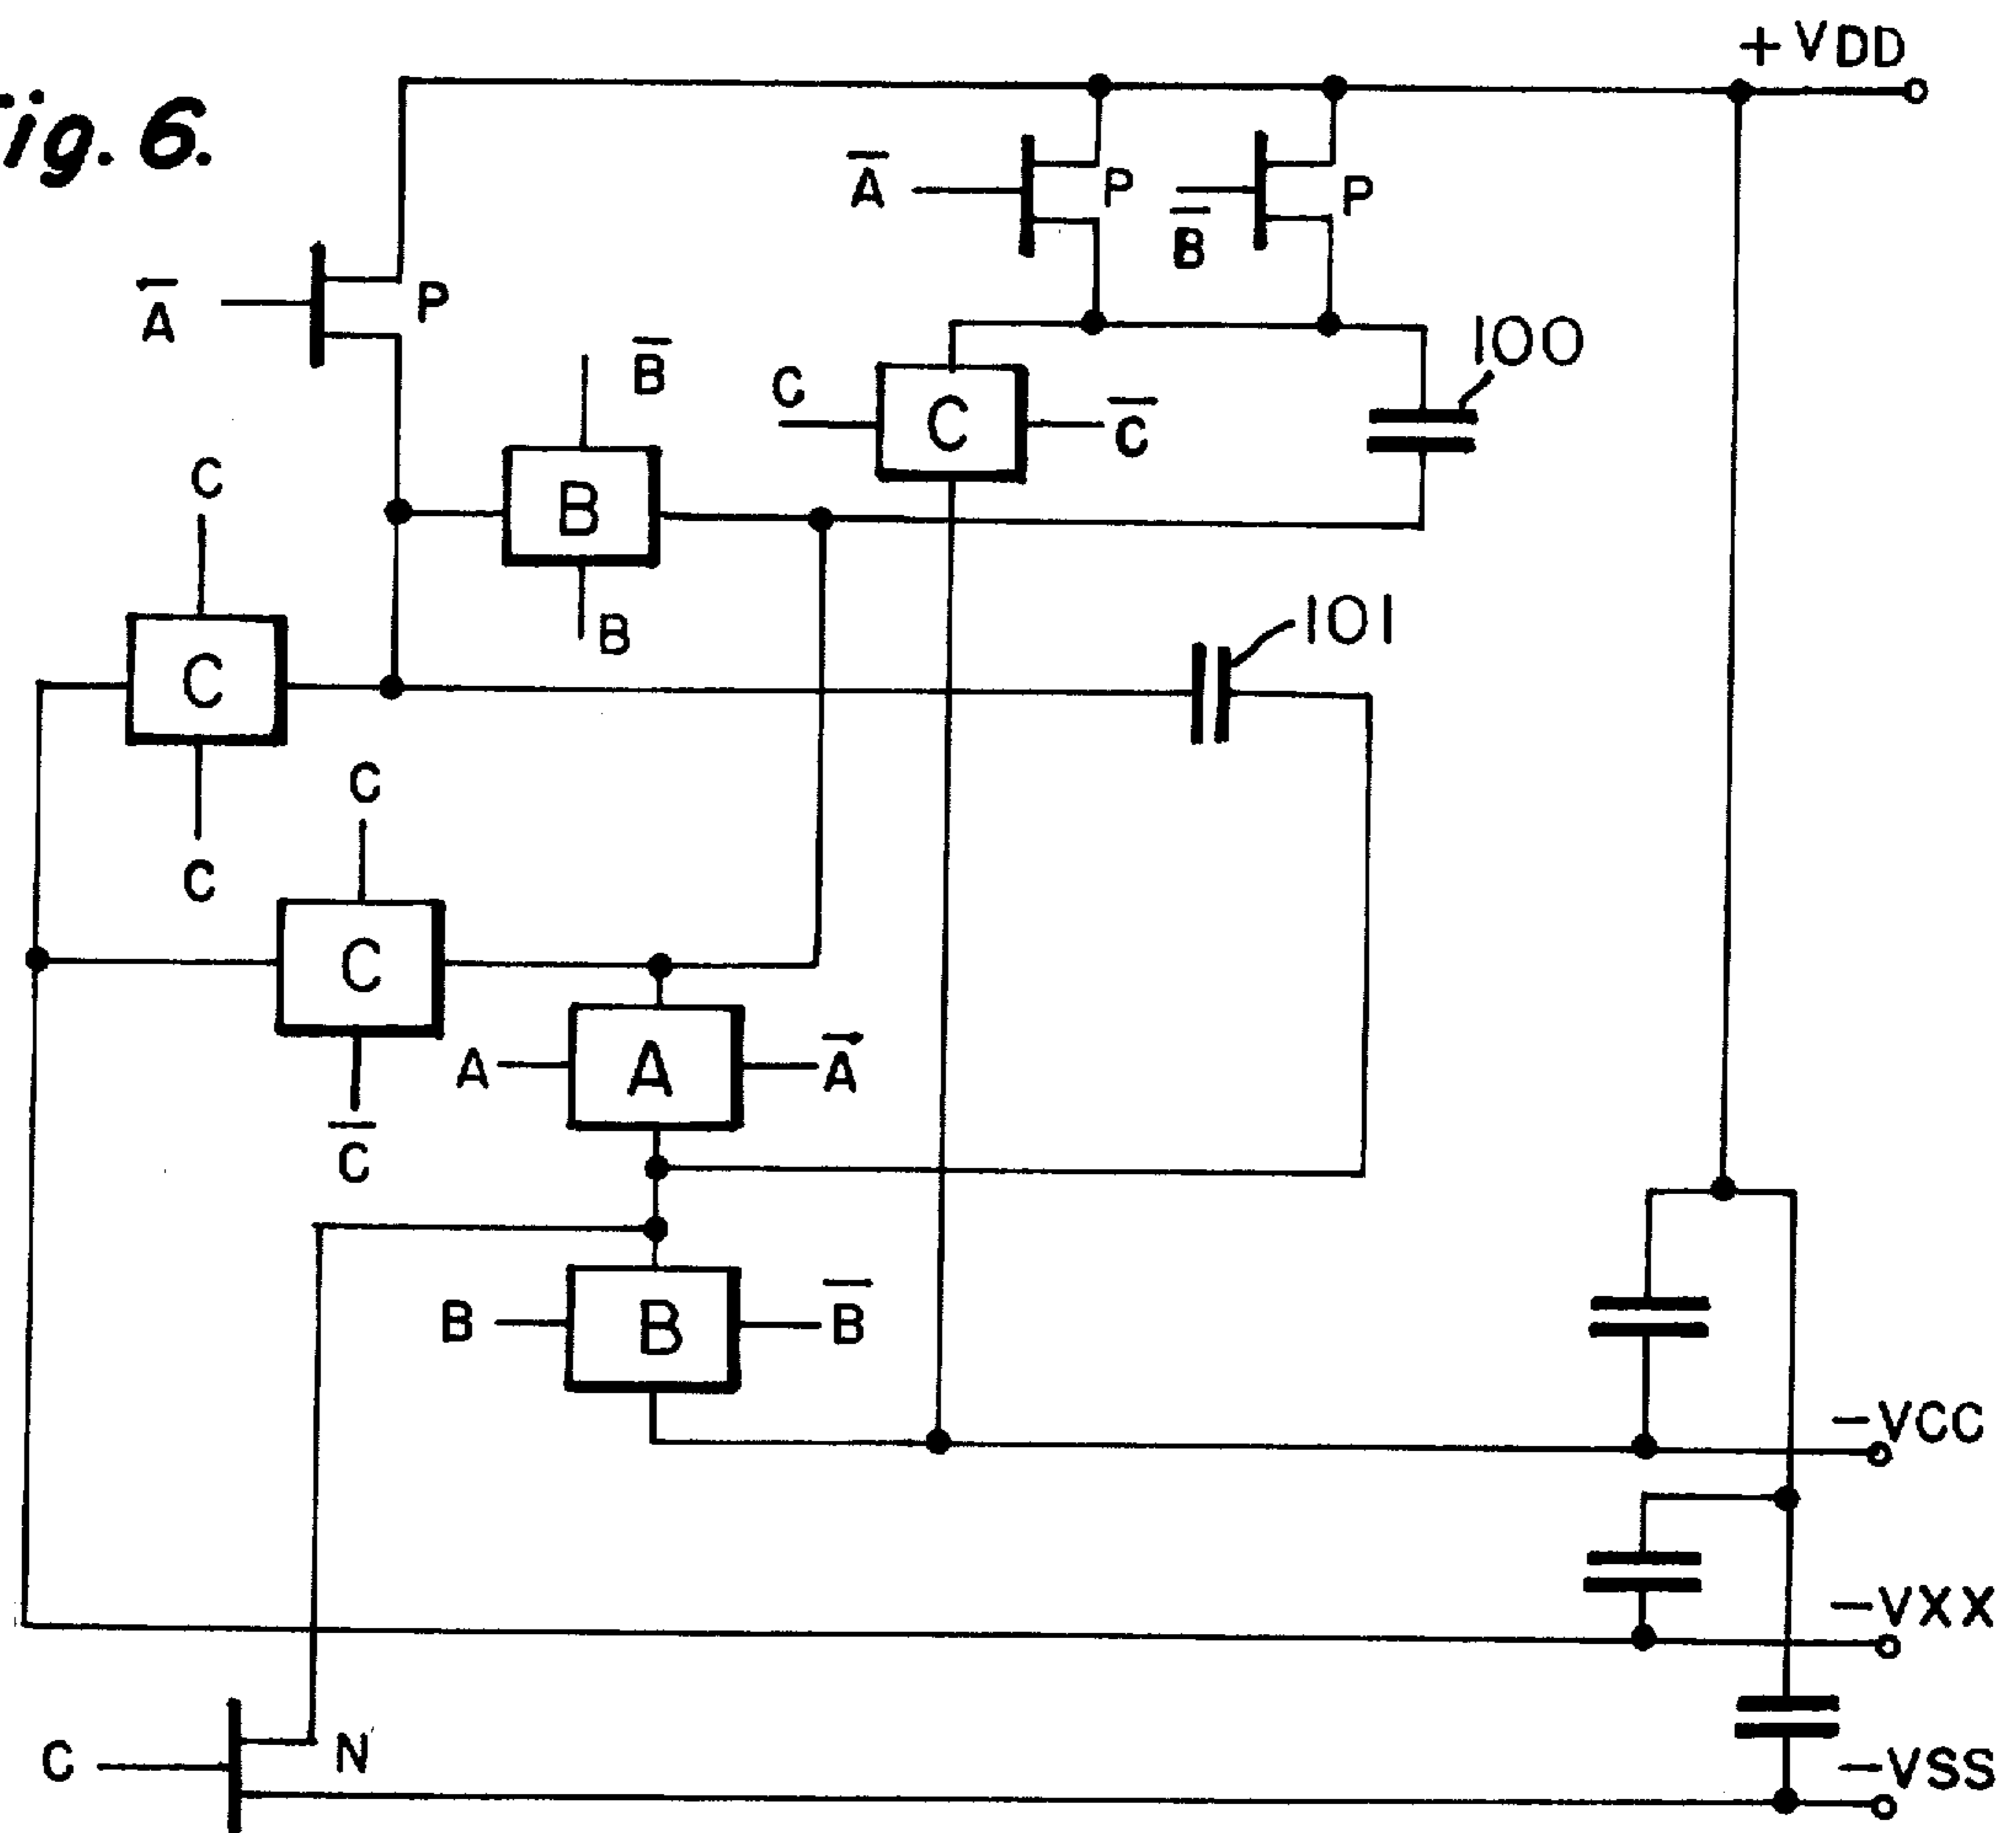 +VDD
ig. 6.
A̅ P B̅ P
A̅ P
B̅ C C C̅ 100
C B
B
101
C
C
C
C
A A A̅
C̅
B B B̅
-VCC
-VXX
C N -VSS